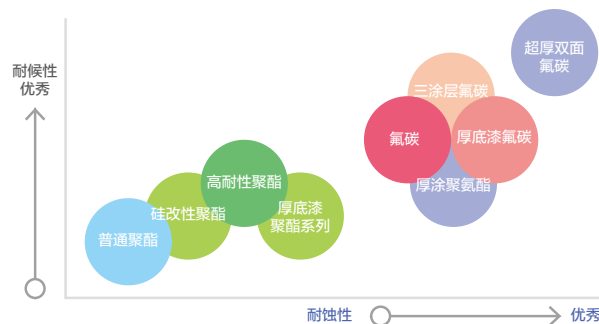 超厚双面
氟碳
耐候性
优秀
三涂层氟碳
氟碳
厚底漆氟碳
高耐性聚酯
厚涂聚氨酯
硅改性聚酯
厚底漆
聚酯系列
普通聚酯
耐蚀性
优秀